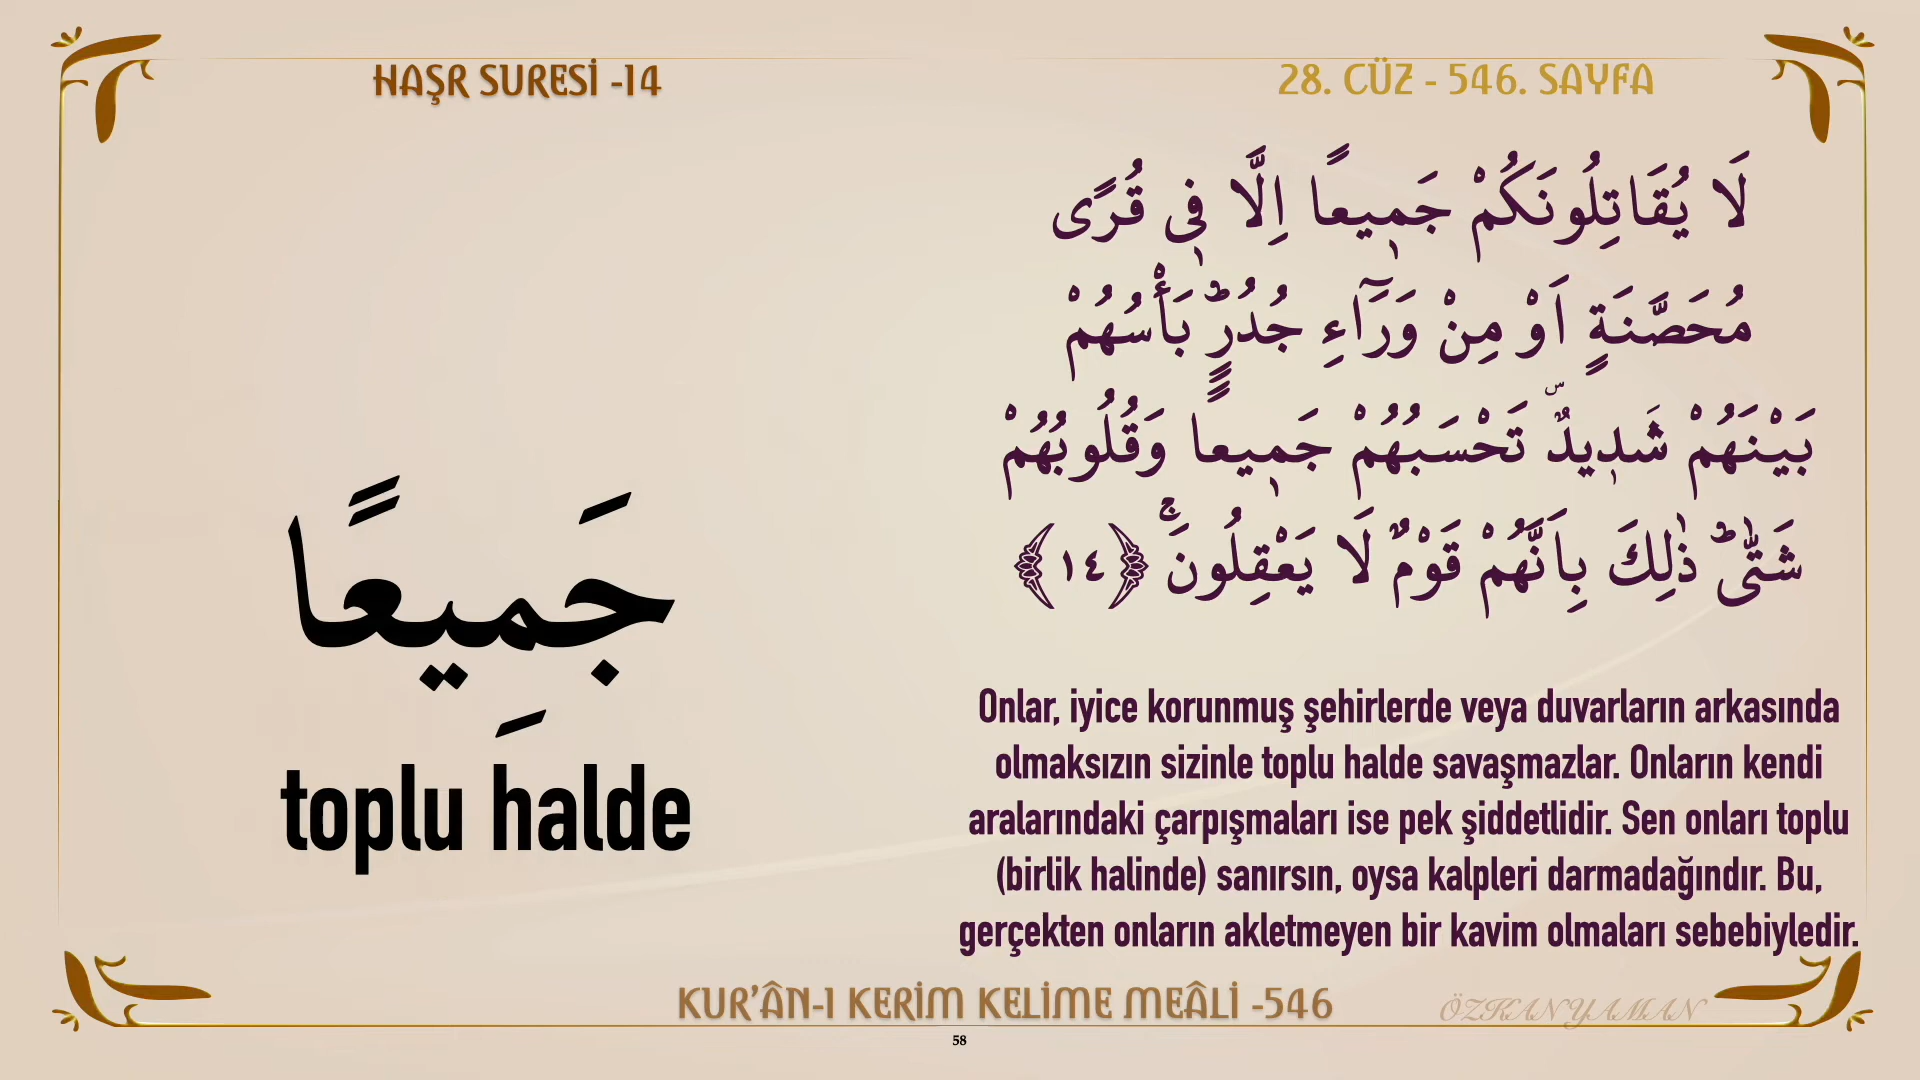 HAŞR SURESİ -14
28. CÜZ - 546. SAYFA
لَا يُقَاتِلُونَكُمْ جَم۪يعًا اِلَّا ف۪ي قُرًى
مُحَصَّنَةٍ اَوْ مِنْ وَرَٓاءِ جُدُرٍۜ بَأْسُهُمْ
بَيْنَهُمْ شَد۪يدٌۜ تَحْسَبُهُمْ جَم۪يعًا وَقُلُوبُهُمْ
شَتّٰىۜ ذٰلِكَ بِاَنَّهُمْ قَوْمٌ لَا يَعْقِلُونَۚ ﴿١٤﴾
جَمِيعًا
toplu halde
Onlar, iyice korunmuş şehirlerde veya duvarların arkasında
olmaksızın sizinle toplu halde savaşmazlar. Onların kendi
aralarındaki çarpışmaları ise pek şiddetlidir. Sen onları toplu
(birlik halinde) sanırsın, oysa kalpleri darmadağındır. Bu,
gerçekten onların akletmeyen bir kavim olmaları sebebiyledir.
KUR'ÂN-I KERİM KELİME MEÂLİ -546
ÖZKAN YAMAN
58